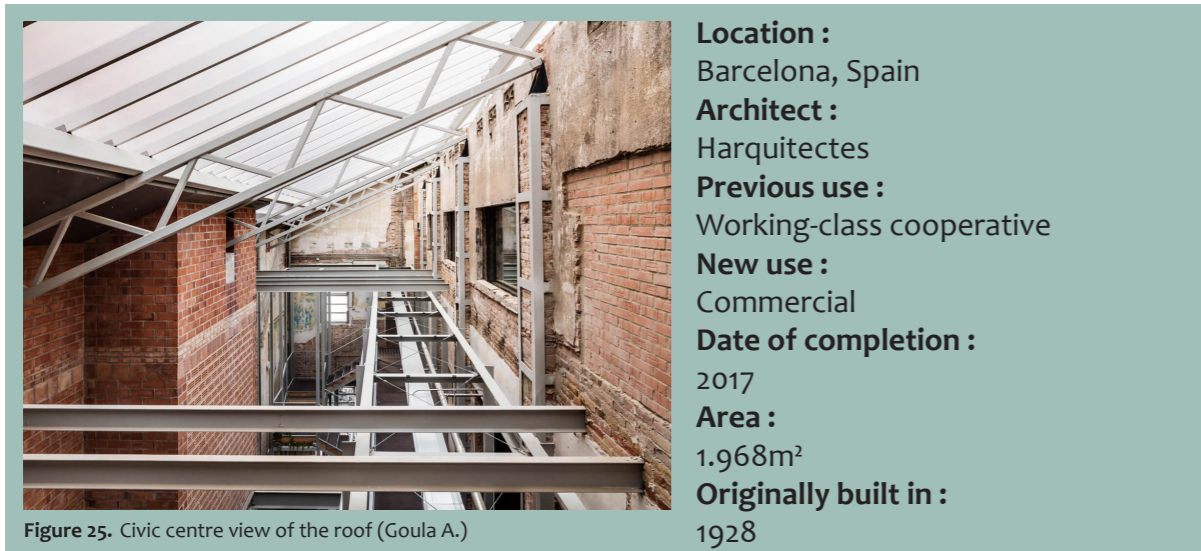 Location :
Barcelona, Spain
Architect :
Harquitectes
Previous use :
Working-class cooperative
New use :
Commercial
Date of completion :
2017
Area :
1.968m²
Originally built in :
1928
Figure 25. Civic centre view of the roof (Goula A.)